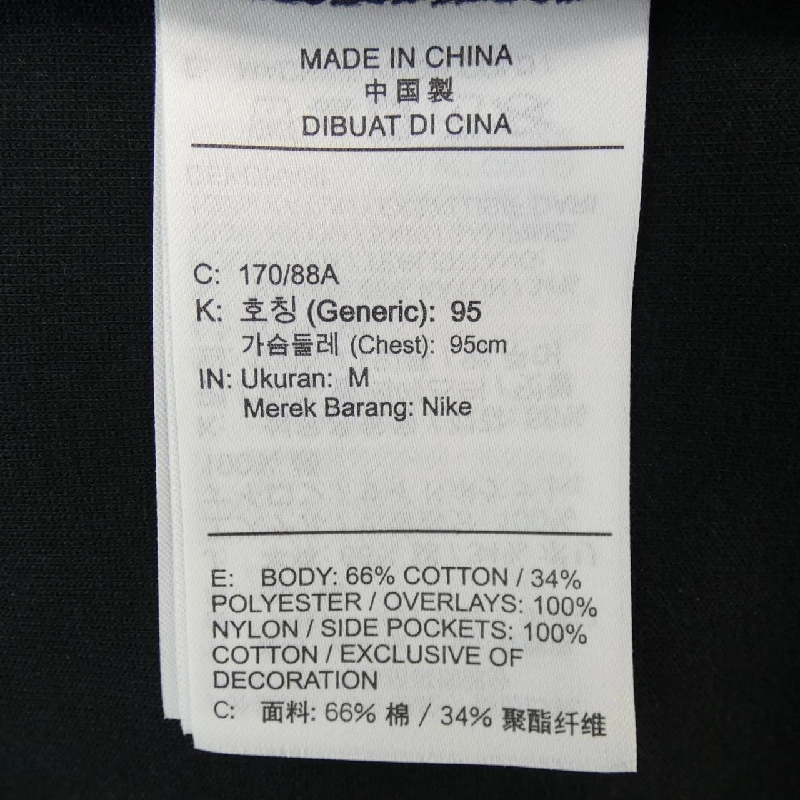 MADE IN CHINA
中国製
DIBUAT DI CINA
C: 170/88A
K: 호칭 (Generic): 95
가슴둘레 (Chest): 95cm
IN: Ukuran: M
Merek Barang: Nike
E: BODY: 66% COTTON / 34%
POLYESTER / OVERLAYS: 100%
NYLON / SIDE POCKETS: 100%
COTTON / EXCLUSIVE OF
DECORATION
C: 面料: 66% 棉 / 34% 聚酯纤维